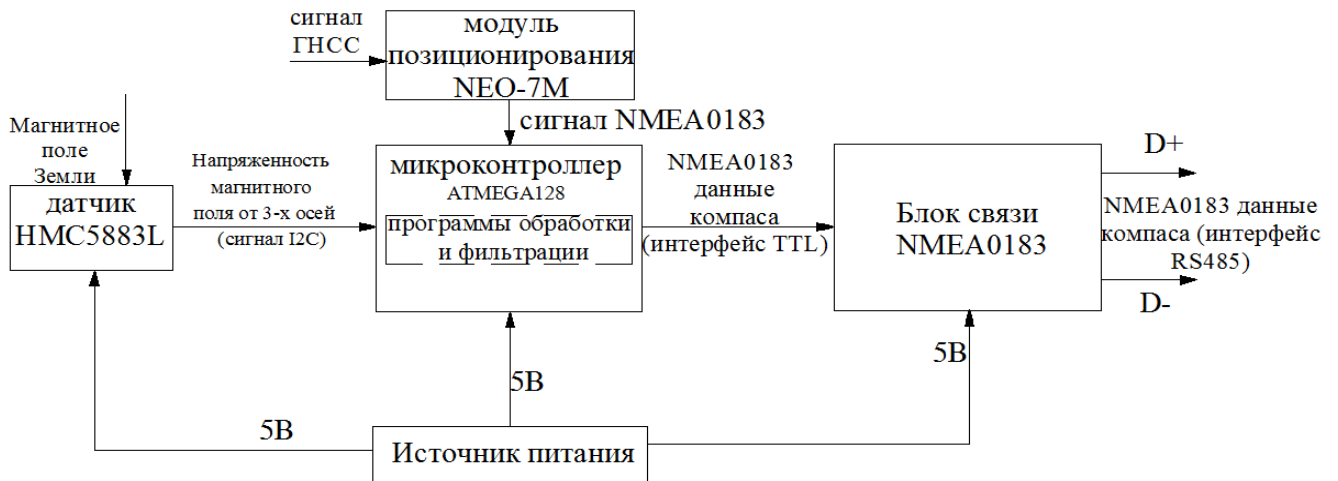 сигнал
ГНСС
модуль
позиционирования
NEO-7M
сигнал NMEA0183
Магнитное
поле
Земли
датчик
HMC5883L
Напряженность
магнитного
поля от 3-х осей
(сигнал I2C)
микроконтроллер
ATMEGA128
программы обработки
и фильтрации
NMEA0183
данные
компаса
(интерфейс TTL)
Блок связи
NMEA0183
D+
NMEA0183 данные
компаса (интерфейс
RS485)
D-
5В
5В
5В
Источник питания